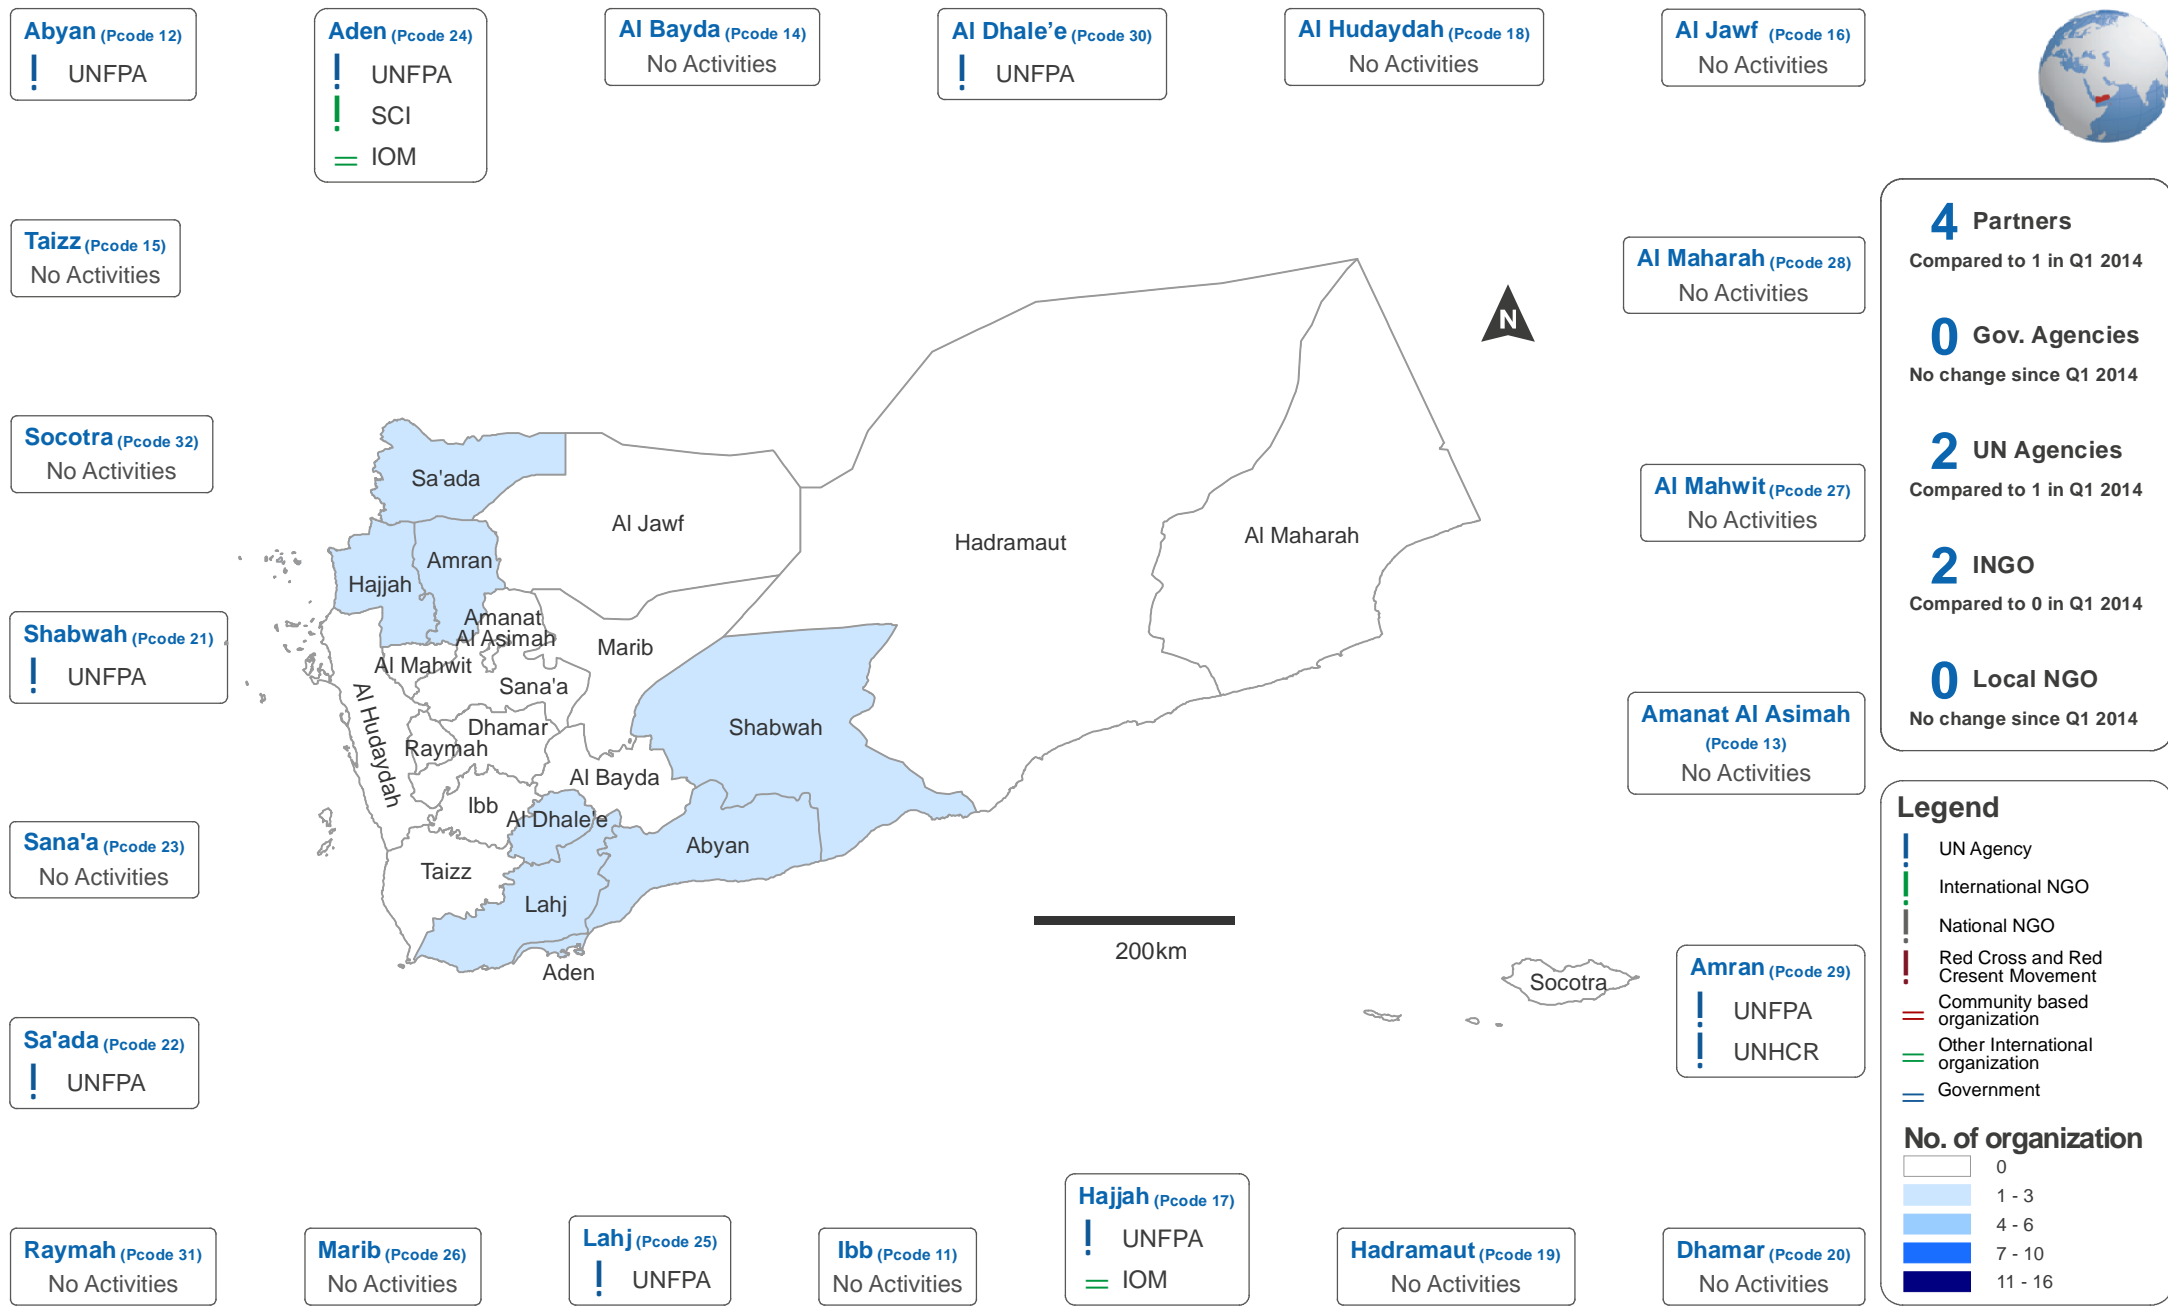 Abyan (Pcode 12)
UNFPA
Aden (Pcode 24)
UNFPA
SCI
IOM
Al Bayda (Pcode 14)
No Activities
Al Dhale’e (Pcode 30)
UNFPA
Al Hudaydah (Pcode 18)
No Activities
Al Jawf (Pcode 16)
No Activities
Taizz (Pcode 15)
No Activities
Socotra (Pcode 32)
No Activities
Shabwah (Pcode 21)
UNFPA
Sana'a (Pcode 23)
No Activities
Sa'ada (Pcode 22)
UNFPA
N
Sa'ada
Al Jawf
Hadramaut
Al Maharah
Amran
Hajjah
Amanat
Al Asimah
Marib
Al Mahwit
Sana'a
Al Hudaydah
Dhamar
Raymah
Shabwah
Al Bayda
Ibb
Al Dhale'e
Abyan
Taizz
Lahj
Aden
Socotra
200km
Al Maharah (Pcode 28)
No Activities
Al Mahwit (Pcode 27)
No Activities
Amanat Al Asimah
(Pcode 13)
No Activities
Amran (Pcode 29)
UNFPA
UNHCR
Raymah (Pcode 31)
No Activities
Marib (Pcode 26)
No Activities
Lahj (Pcode 25)
UNFPA
Ibb (Pcode 11)
No Activities
Hajjah (Pcode 17)
UNFPA
IOM
Hadramaut (Pcode 19)
No Activities
Dhamar (Pcode 20)
No Activities
4 Partners
Compared to 1 in Q1 2014
0 Gov. Agencies
No change since Q1 2014
2 UN Agencies
Compared to 1 in Q1 2014
2 INGO
Compared to 0 in Q1 2014
0 Local NGO
No change since Q1 2014
Legend
UN Agency
International NGO
National NGO
Red Cross and Red
Cresent Movement
Community based
organization
Other International
organization
Government
No. of organization
0
1 - 3
4 - 6
7 - 10
11 - 16